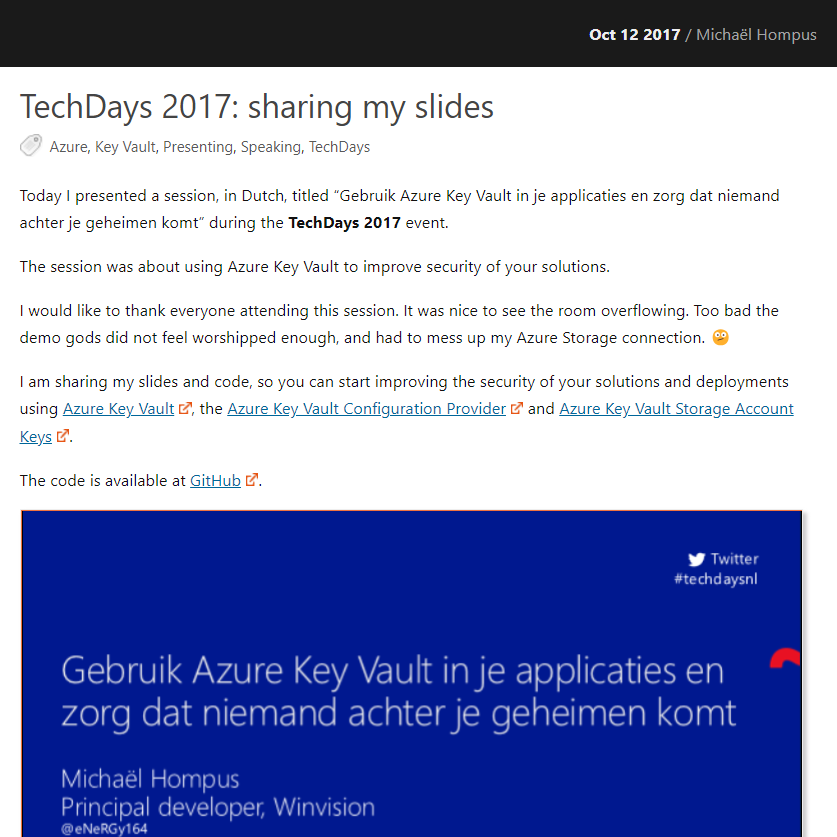 Oct 12 2017 / Michaël Hompus
TechDays 2017: sharing my slides
Azure, Key Vault, Presenting, Speaking, TechDays
Today I presented a session, in Dutch, titled “Gebruik Azure Key Vault in je applicaties en zorg dat niemand
achter je geheimen komt” during the TechDays 2017 event.
The session was about using Azure Key Vault to improve security of your solutions.
I would like to thank everyone attending this session. It was nice to see the room overflowing. Too bad the
demo gods did not feel worshipped enough, and had to mess up my Azure Storage connection. 🫤
I am sharing my slides and code, so you can start improving the security of your solutions and deployments
using Azure Key Vault, the Azure Key Vault Configuration Provider and Azure Key Vault Storage Account
Keys.
The code is available at GitHub.
Twitter
#techdaysnl
Gebruik Azure Key Vault in je applicaties en
zorg dat niemand achter je geheimen komt
Michaël Hompus
Principal developer, Winvision
@eNeRGy164